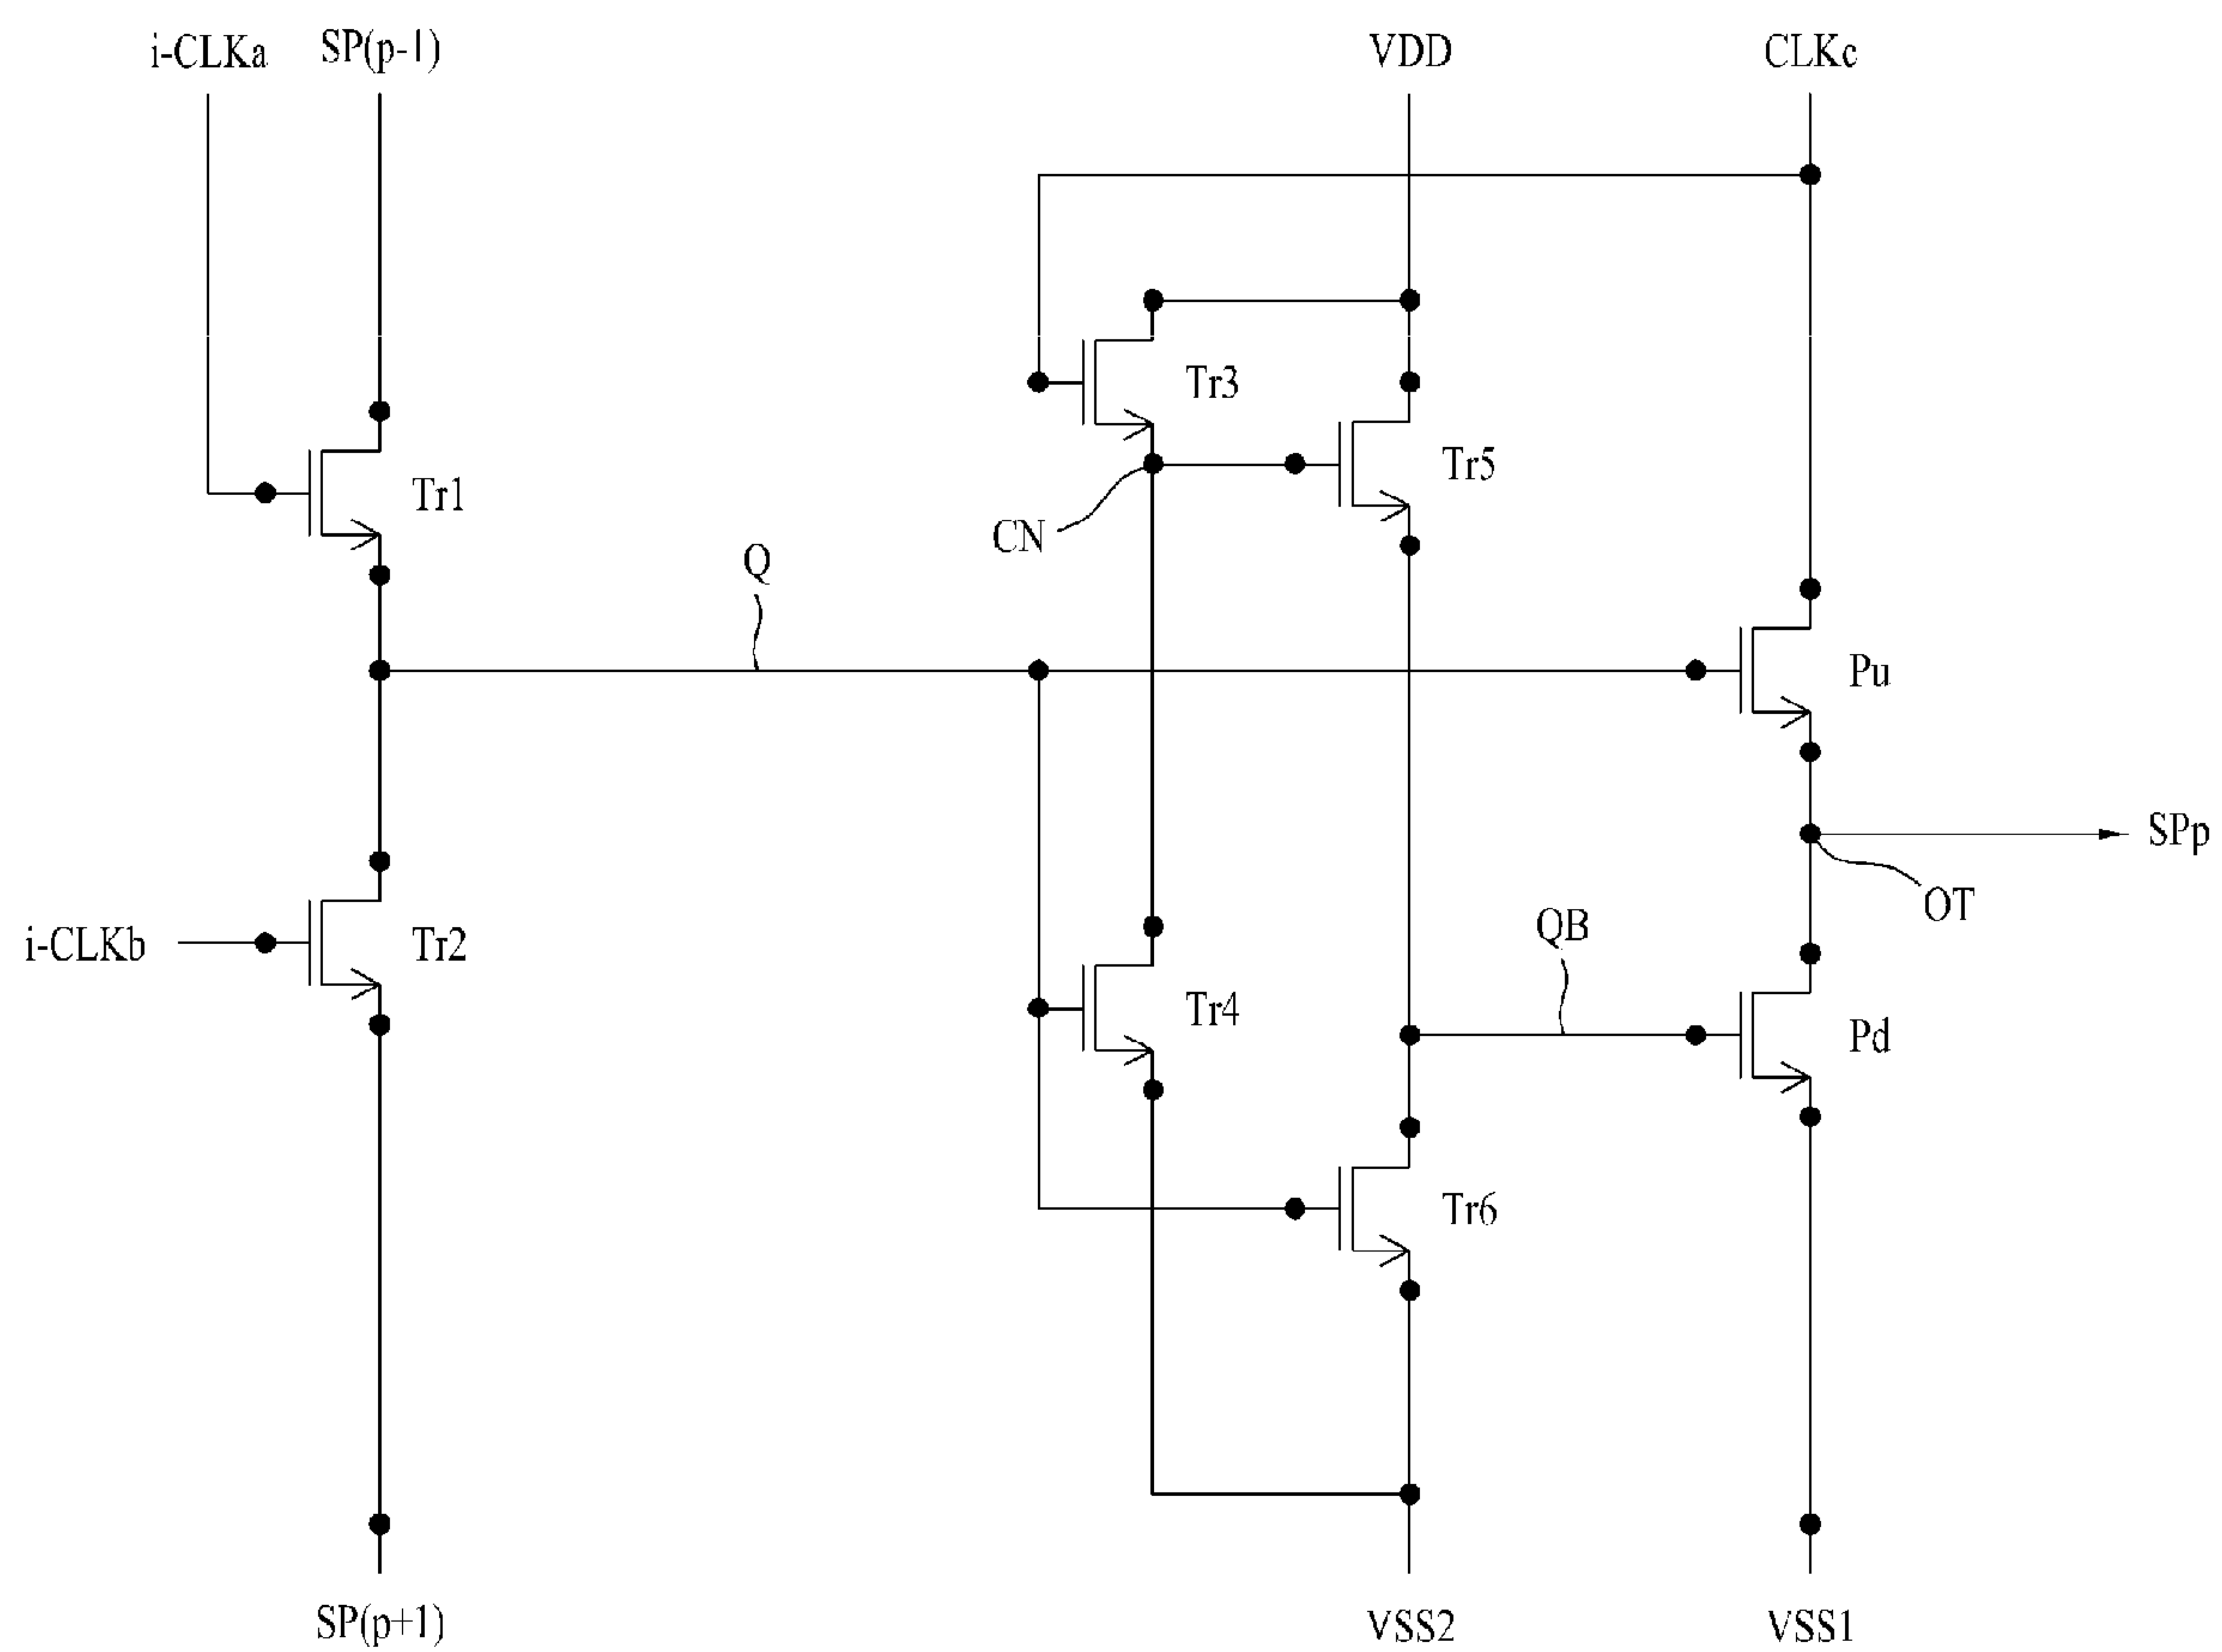 i-CLKa
SP(p-1)
VDD
CLKc
Tr3
Tr5
Tr1
CN
Q
Pu
SPp
OT
QB
i-CLKb
Tr2
Tr4
Pd
Tr6
SP(p+1)
VSS2
VSS1